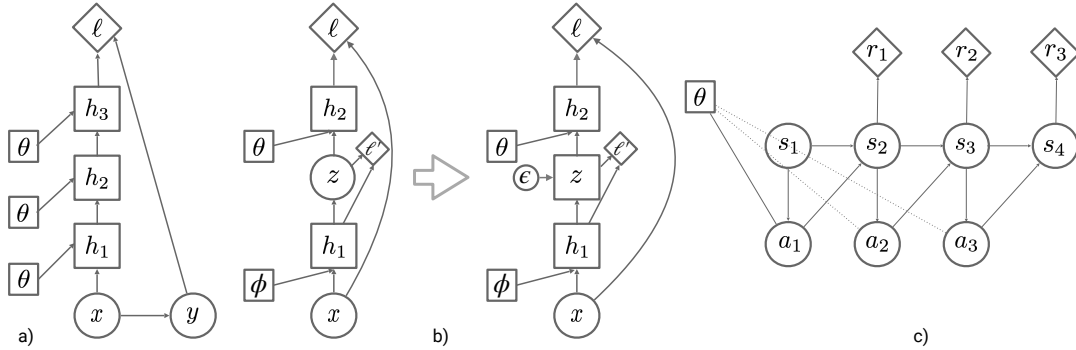 ℓ
h₃
θ
h₂
θ
h₁
θ
x
y
a)
ℓ
h₂
θ
z
ℓ′
h₁
ϕ
x
b)
ℓ
h₂
θ
z
ℓ′
ϵ
h₁
ϕ
x
r₁ r₂ r₃
θ
s₁ s₂ s₃ s₄
a₁ a₂ a₃
c)